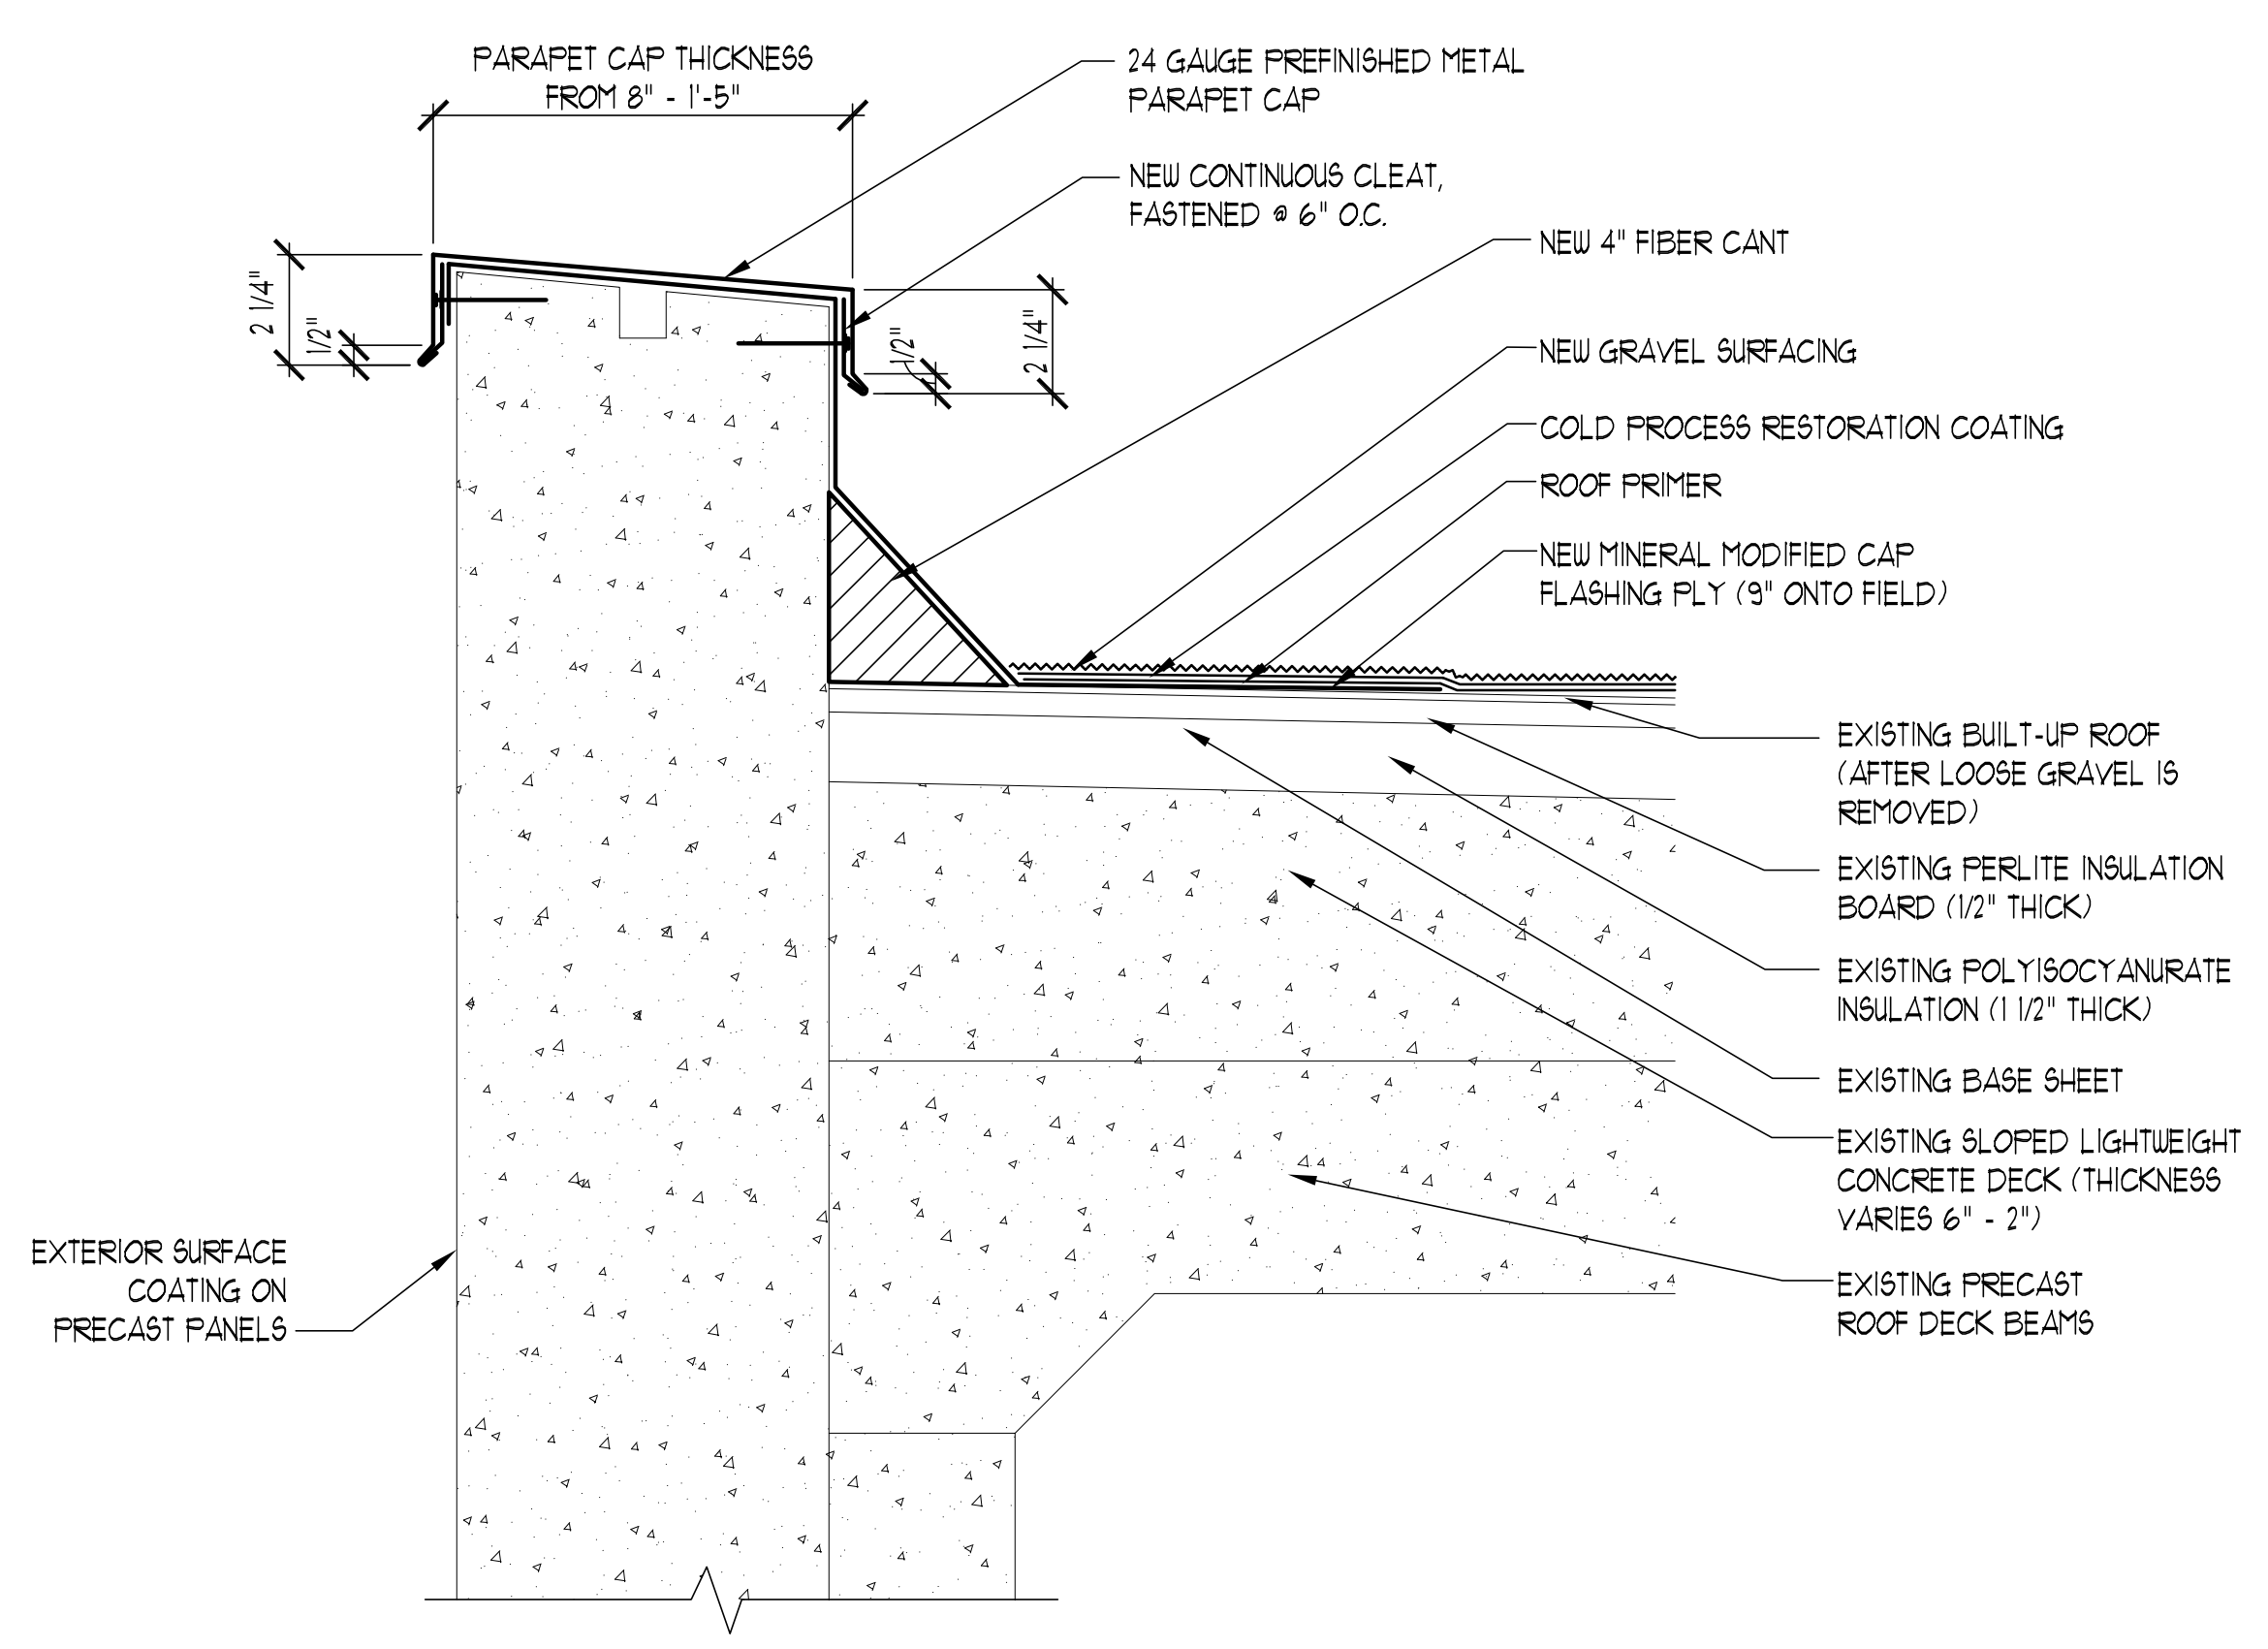 PARAPET CAP THICKNESS
FROM 8" - 1'-5"
24 GAUGE PREFINISHED METAL
PARAPET CAP
NEW CONTINUOUS CLEAT,
FASTENED @ 6" O.C.
NEW 4" FIBER CANT
2 1/4"
1/2"
1/2"
2 1/4"
NEW GRAVEL SURFACING
COLD PROCESS RESTORATION COATING
ROOF PRIMER
NEW MINERAL MODIFIED CAP
FLASHING PLY (9" ONTO FIELD)
EXISTING BUILT-UP ROOF
(AFTER LOOSE GRAVEL IS
REMOVED)
EXISTING PERLITE INSULATION
BOARD (1/2" THICK)
EXISTING POLYISOCYANURATE
INSULATION (1 1/2" THICK)
EXISTING BASE SHEET
EXISTING SLOPED LIGHTWEIGHT
CONCRETE DECK (THICKNESS
VARIES 6" - 2")
EXTERIOR SURFACE
COATING ON
PRECAST PANELS
EXISTING PRECAST
ROOF DECK BEAMS